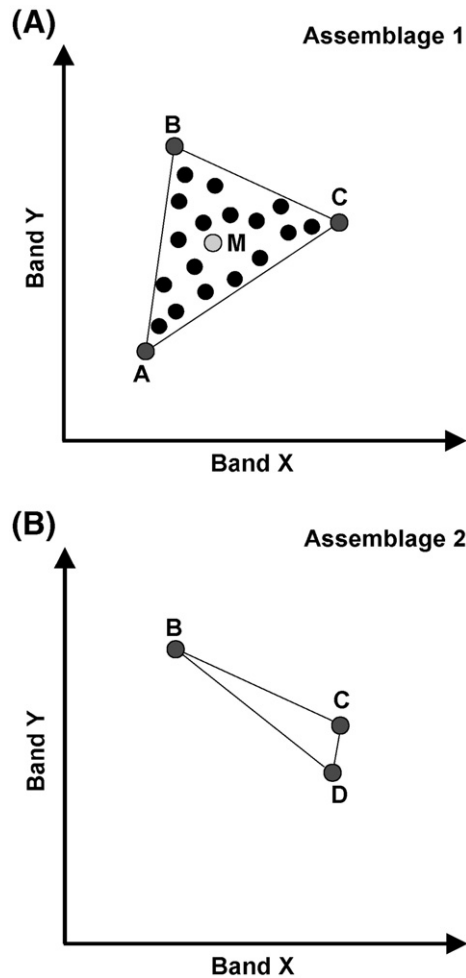 (A)
Assemblage 1
B
C
M
A
Band Y
Band X
(B)
Assemblage 2
B
C
D
Band Y
Band X